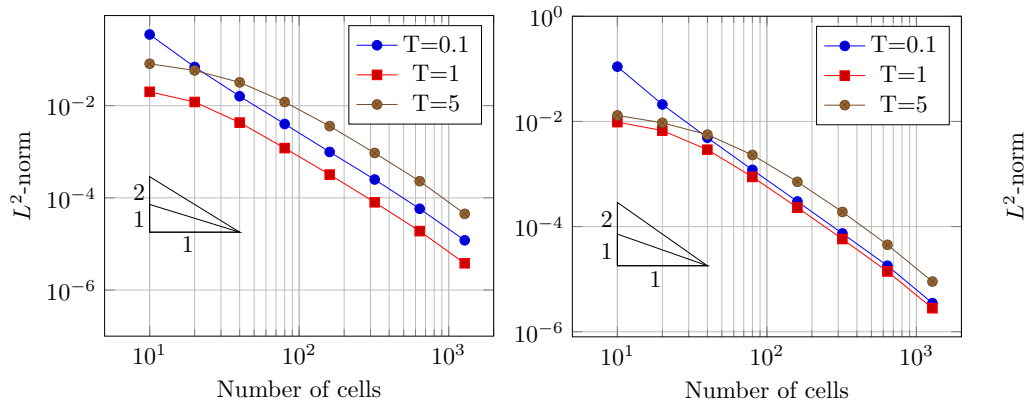 T=0.1
T=1
T=5
10⁻²
10⁻⁴
10⁻⁶
L²-norm
2
1
1
10¹
10²
10³
Number of cells
T=0.1
T=1
T=5
10⁰
10⁻²
10⁻⁴
10⁻⁶
L²-norm
2
1
1
10¹
10²
10³
Number of cells
L²-norm